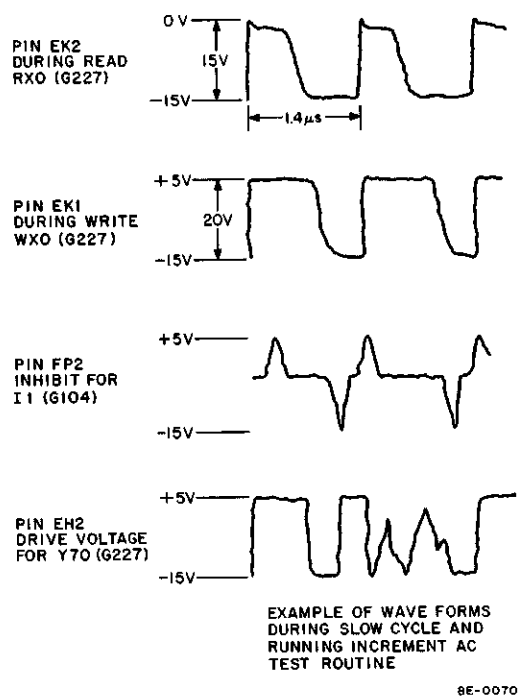 PIN EK2
DURING READ
RXO (G227)
0 V
15V
-15V
1.4μs
PIN EK1
DURING WRITE
WXO (G227)
+5V
20V
-15V
PIN FP2
INHIBIT FOR
I1 (G104)
+5V
-15V
PIN EH2
DRIVE VOLTAGE
FOR Y70 (G227)
+5V
-15V
EXAMPLE OF WAVE FORMS
DURING SLOW CYCLE AND
RUNNING INCREMENT AC
TEST ROUTINE
8E-0070